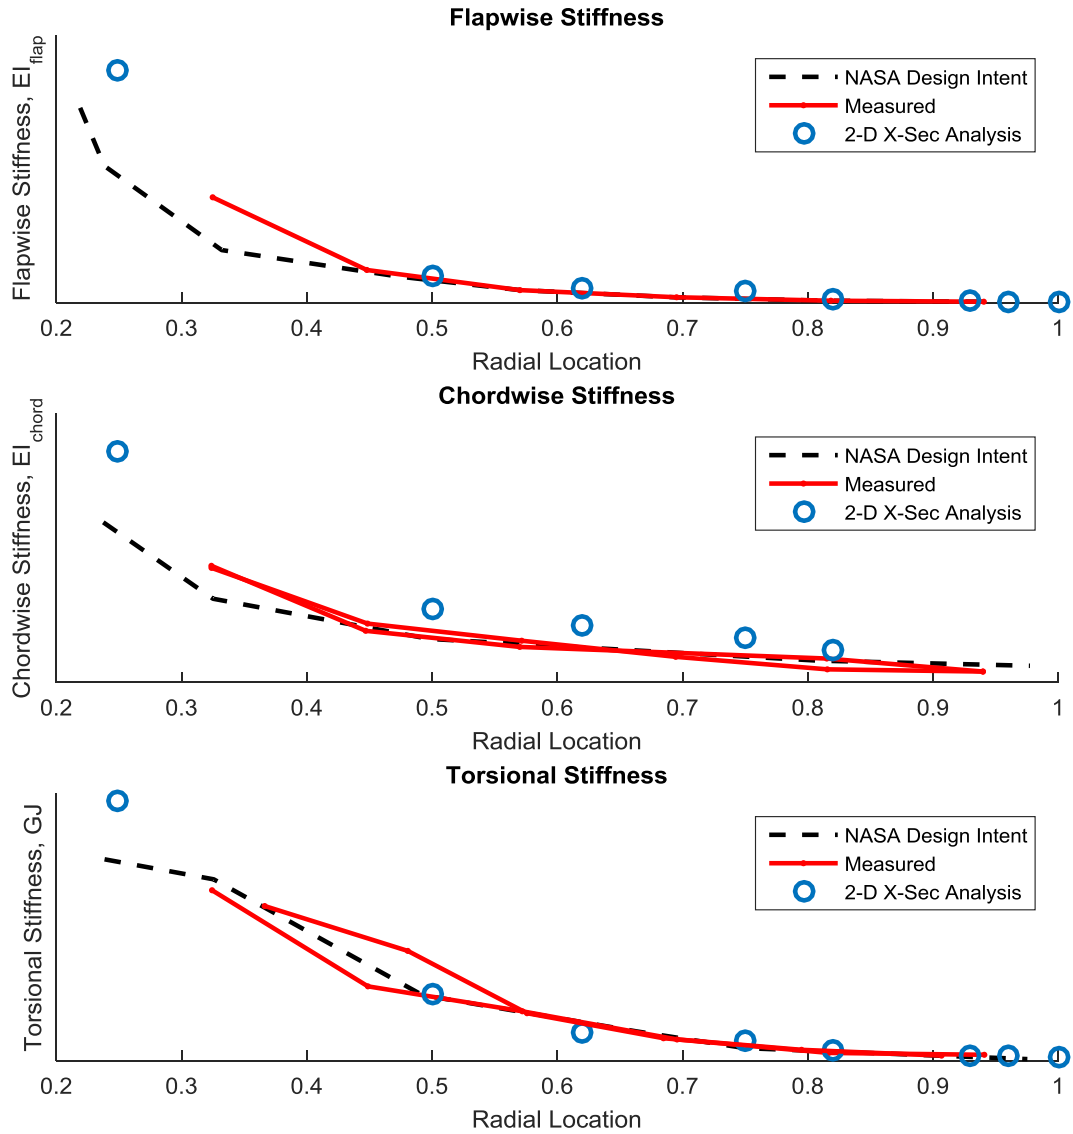 Flapwise Stiffness
Flapwise Stiffness, EI_flap
NASA Design Intent
Measured
2-D X-Sec Analysis
0.2 0.3 0.4 0.5 0.6 0.7 0.8 0.9 1
Radial Location
Chordwise Stiffness
Chordwise Stiffness, EI_chord
NASA Design Intent
Measured
2-D X-Sec Analysis
0.2 0.3 0.4 0.5 0.6 0.7 0.8 0.9 1
Radial Location
Torsional Stiffness
Torsional Stiffness, GJ
NASA Design Intent
Measured
2-D X-Sec Analysis
0.2 0.3 0.4 0.5 0.6 0.7 0.8 0.9 1
Radial Location